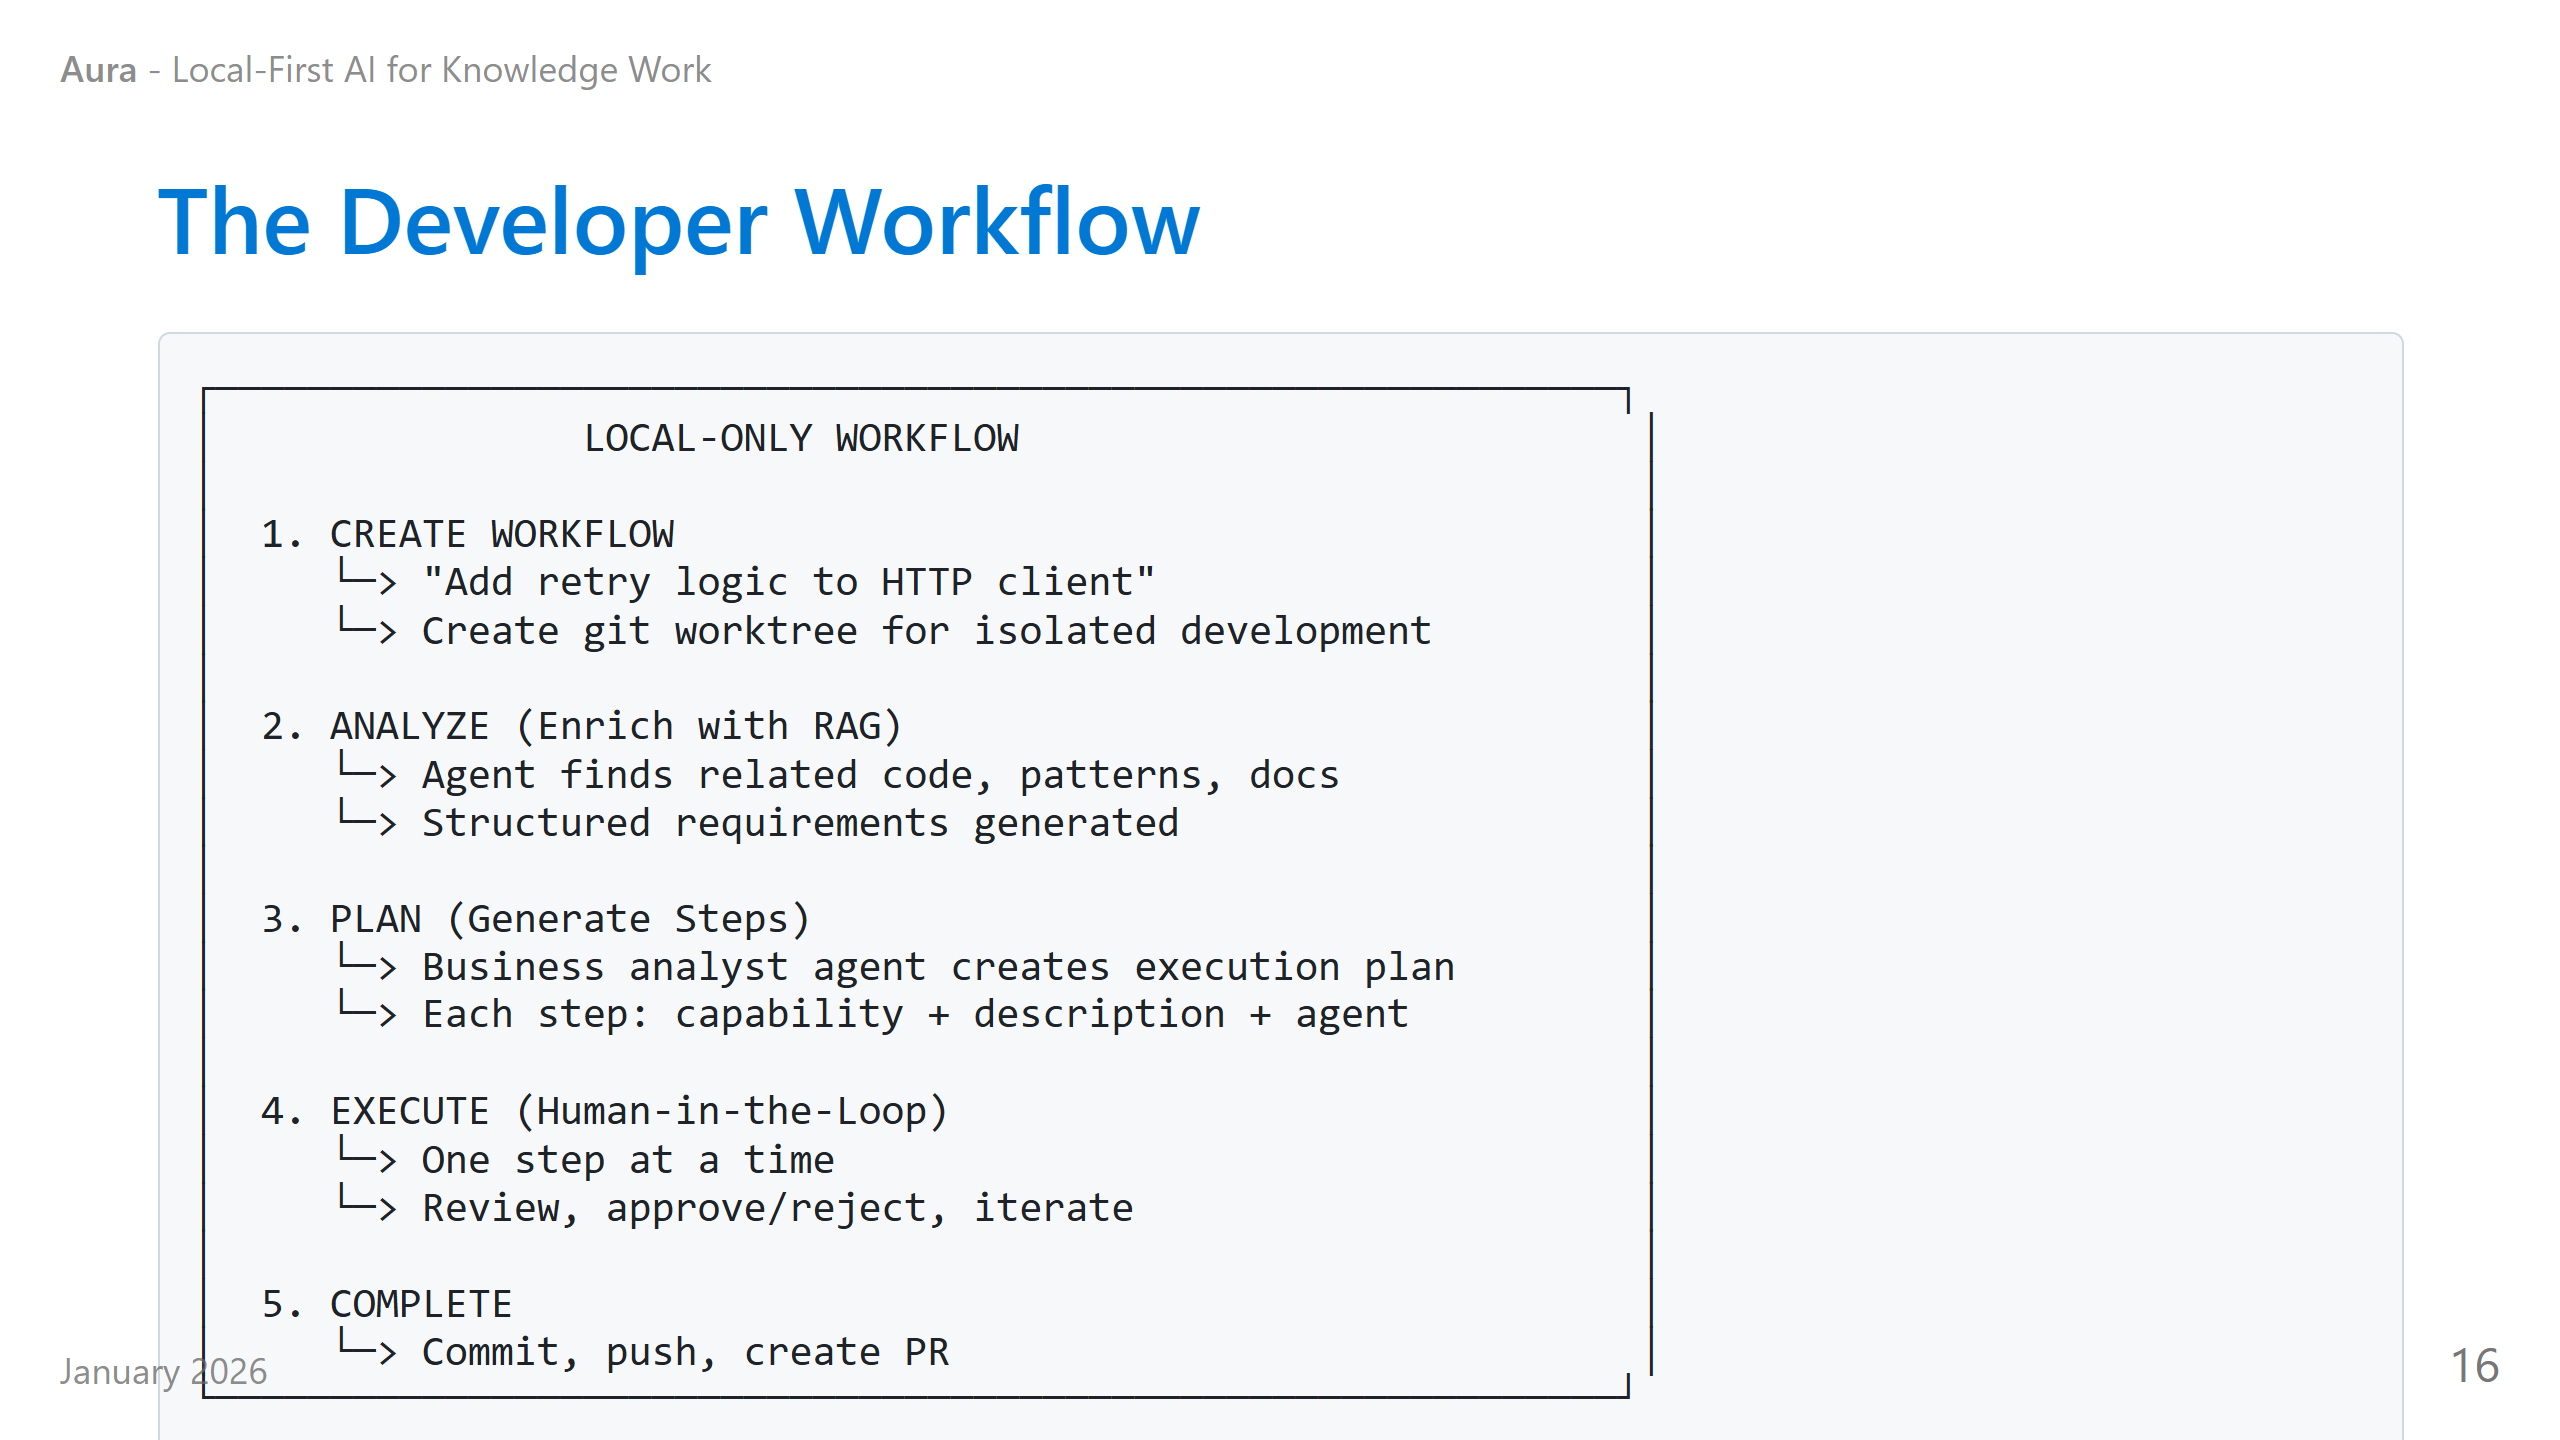 Aura - Local-First AI for Knowledge Work
The Developer Workflow
LOCAL-ONLY WORKFLOW
1. CREATE WORKFLOW
└─> "Add retry logic to HTTP client"
└─> Create git worktree for isolated development
2. ANALYZE (Enrich with RAG)
└─> Agent finds related code, patterns, docs
└─> Structured requirements generated
3. PLAN (Generate Steps)
└─> Business analyst agent creates execution plan
└─> Each step: capability + description + agent
4. EXECUTE (Human-in-the-Loop)
└─> One step at a time
└─> Review, approve/reject, iterate
5. COMPLETE
└─> Commit, push, create PR
January 2026
16